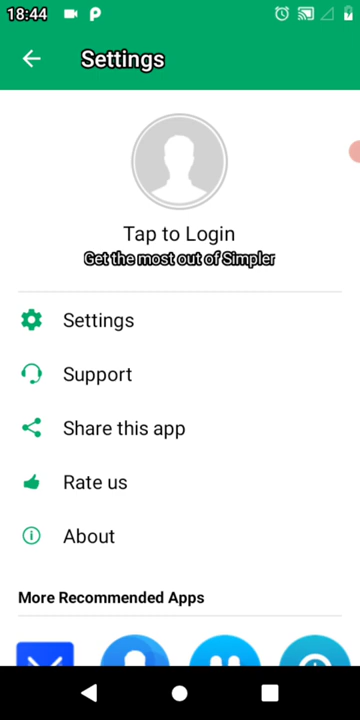 18:44
Settings
Tap to Login
Get the most out of Simpler
Settings
Support
Share this app
Rate us
About
More Recommended Apps